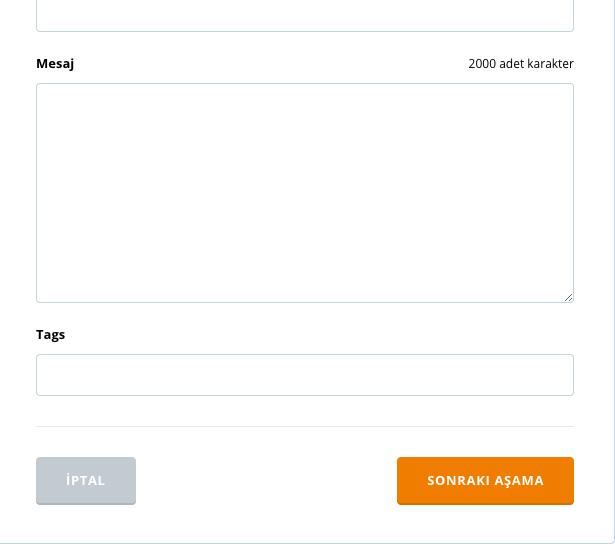 Mesaj
2000 adet karakter
Tags
İPTAL
SONRAKI AŞAMA